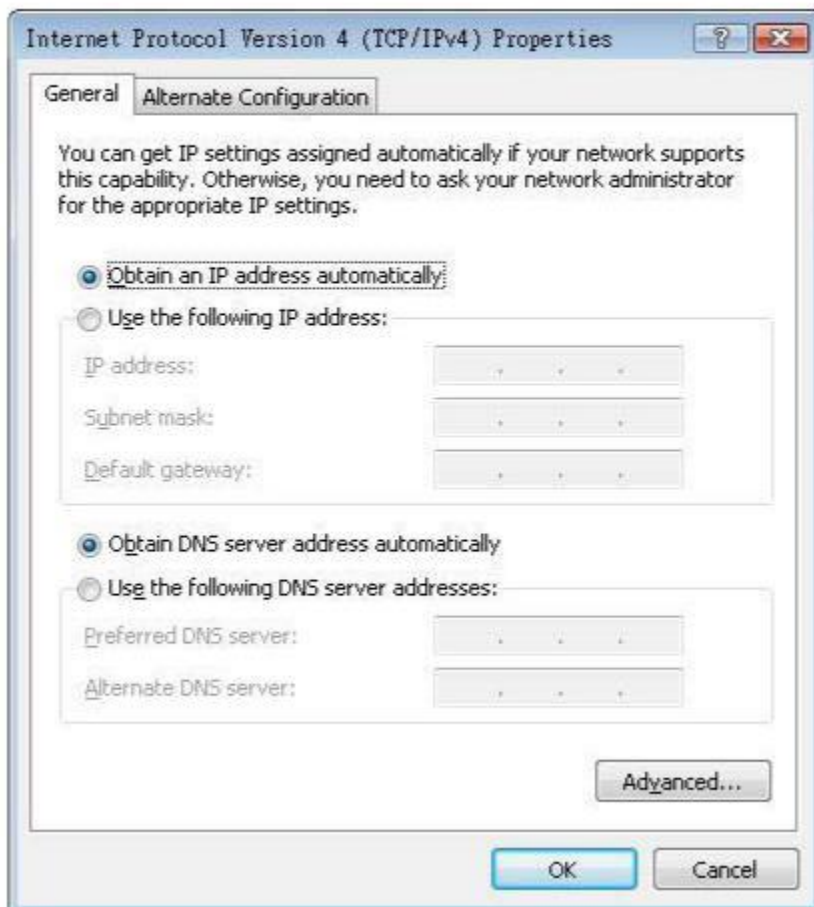 Internet Protocol Version 4 (TCP/IPv4) Properties
General
Alternate Configuration
You can get IP settings assigned automatically if your network supports
this capability. Otherwise, you need to ask your network administrator
for the appropriate IP settings.
Obtain an IP address automatically
Use the following IP address:
IP address:
Subnet mask:
Default gateway:
Obtain DNS server address automatically
Use the following DNS server addresses:
Preferred DNS server:
Alternate DNS server:
Advanced...
OK
Cancel